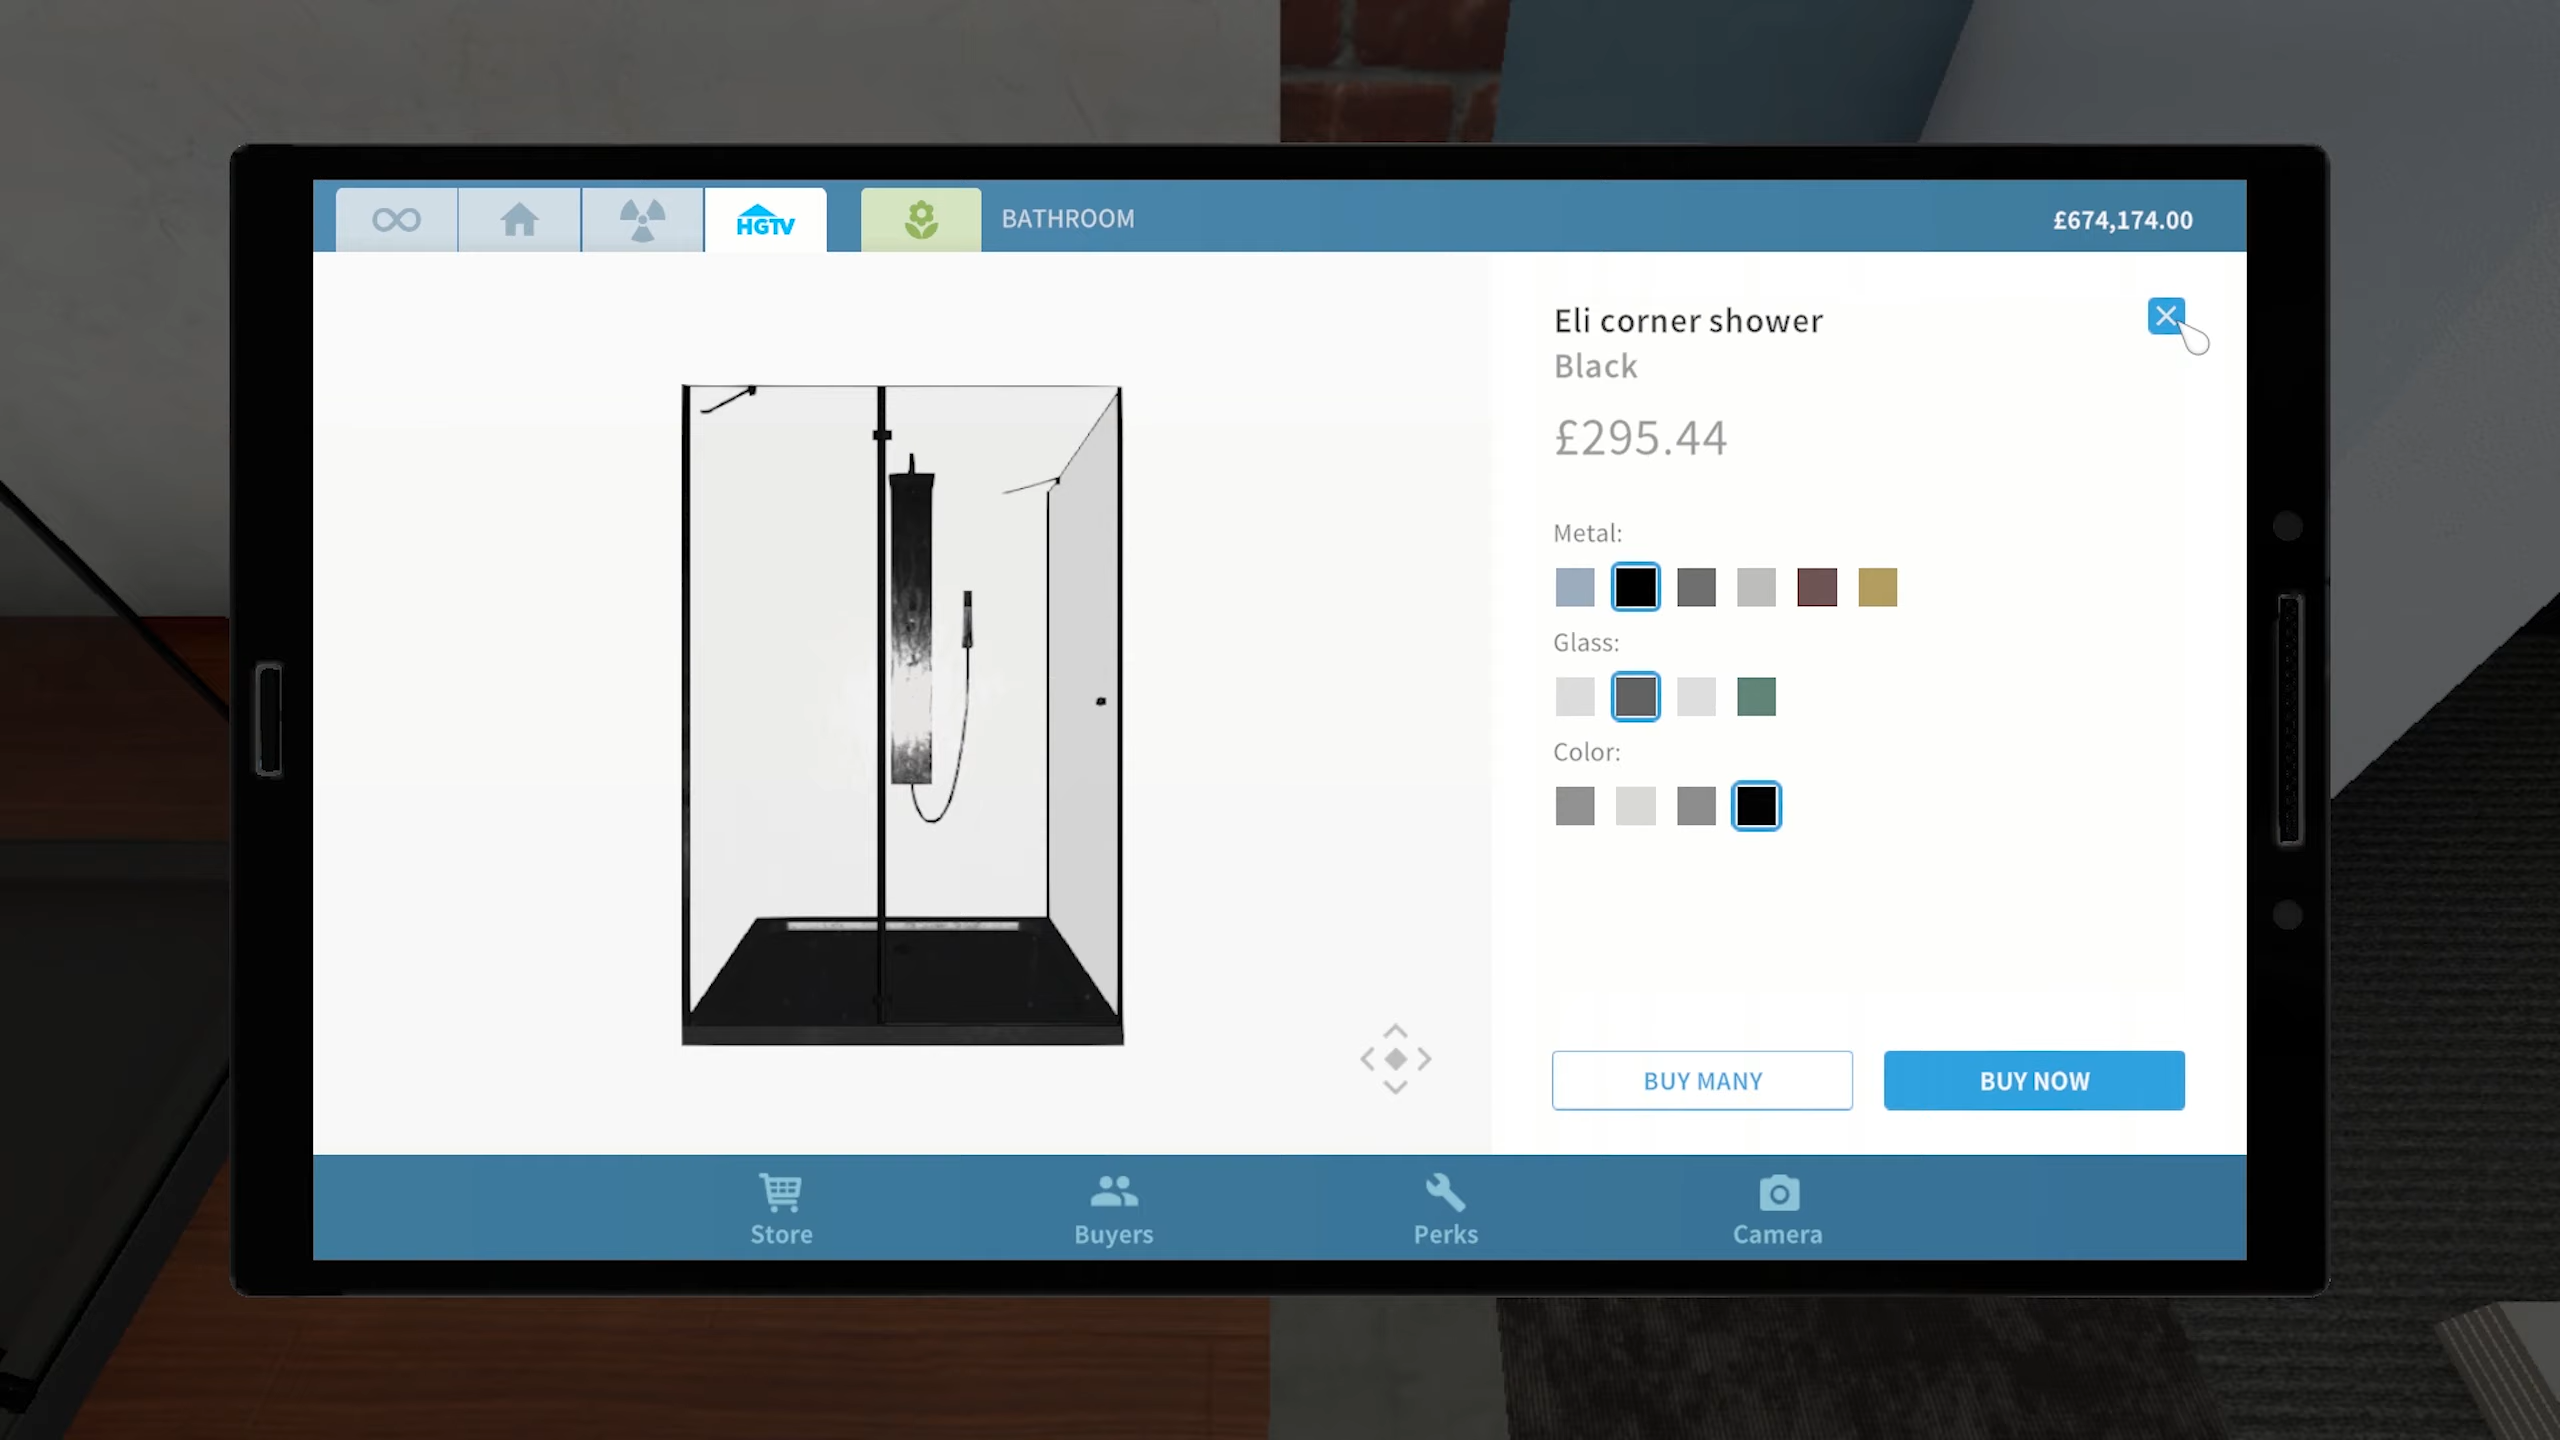 HGTV
BATHROOM
£674,174.00
Eli corner shower
Black
£295.44
Metal:
Glass:
Color:
BUY MANY
BUY NOW
Store
Buyers
Perks
Camera